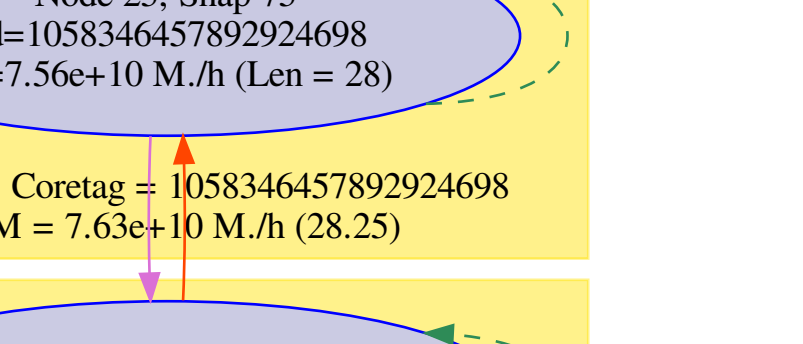 Node 25, Snap 75
d=1058346457892924698
=7.56e+10 M./h (Len = 28)
Coretag = 1058346457892924698
M = 7.63e+10 M./h (28.25)